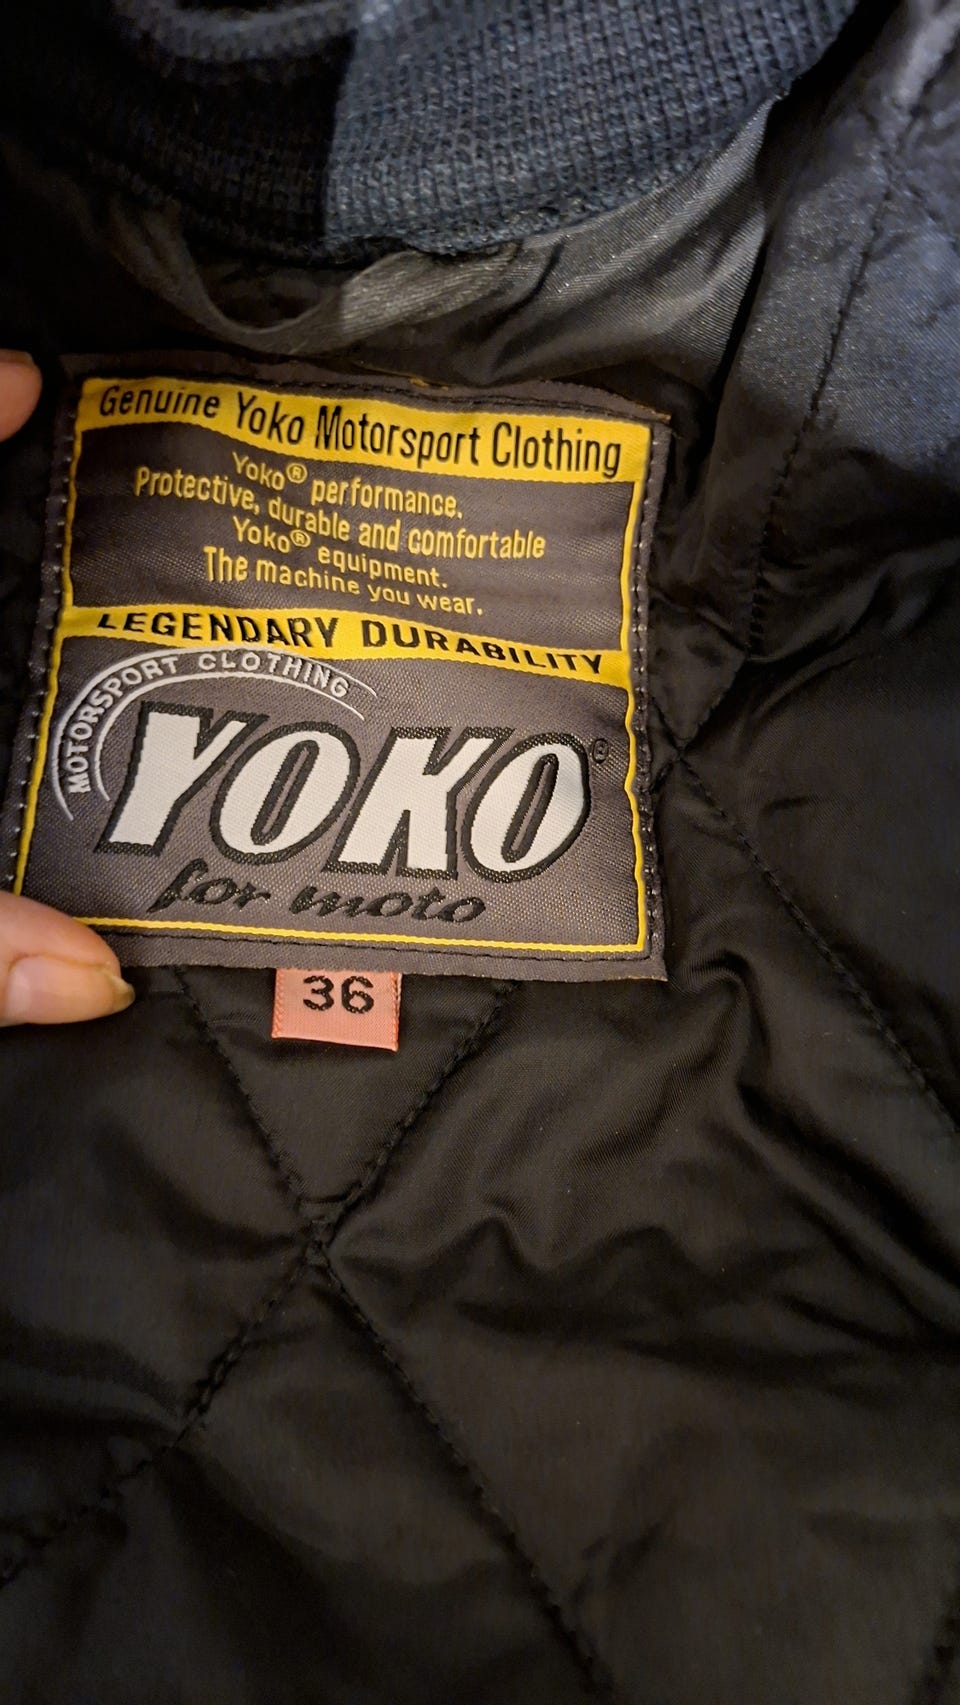 Genuine Yoko Motorsport Clothing
Yoko® performance.
Protective, durable and comfortable
Yoko® equipment.
The machine you wear.
LEGENDARY DURABILITY
MOTORSPORT CLOTHING
YOKO®
for moto
36